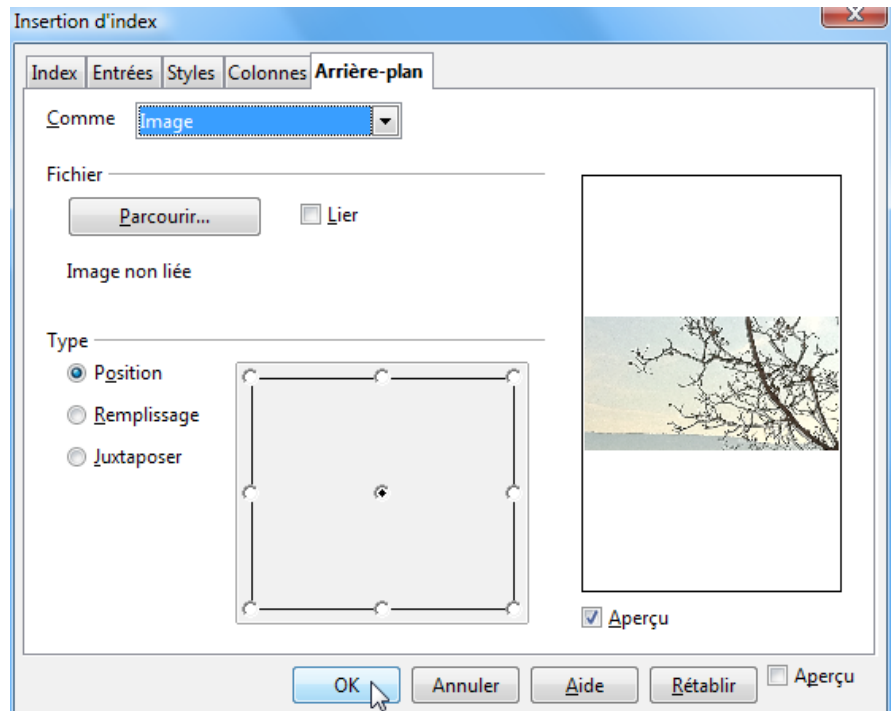 Insertion d'index
Index Entrées Styles Colonnes Arrière-plan
Comme Image
Fichier
Parcourir... Lier
Image non liée
Type
Position
Remplissage
Juxtaposer
Aperçu
OK Annuler Aide Rétablir Aperçu